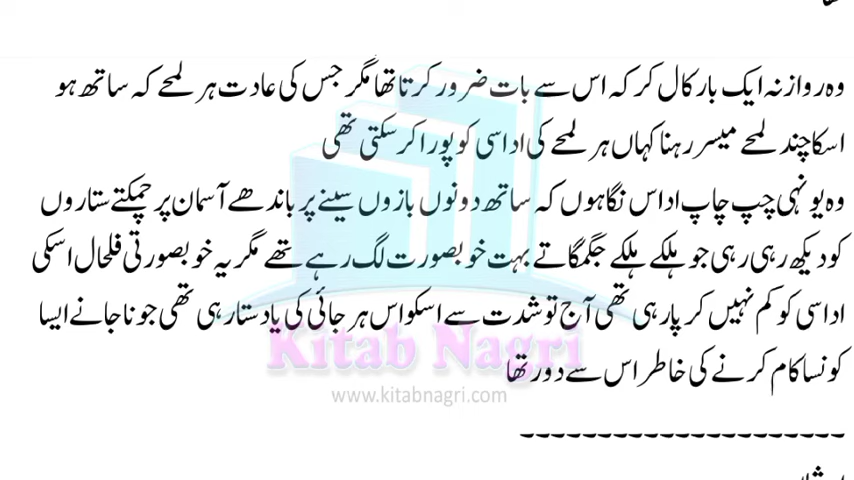 وہ روازنہ ایک بار کال کر کہ اس سے بات ضرور کرتا تھا مگر جس کی عادت ہر لمحے کہ ساتھ ہو
اسکا چند لمحے میسر رہنا کہاں ہر لمحے کی اداسی کو پورا کر سکتی تھی
وہ یونہی چپ چاپ اداس نگاہوں کہ ساتھ دونوں بازوں سینے پر باندھے آسمان پر چمکتے ستاروں
کو دیکھ رہی رہی جو ہلکے ہلکے جگمگاتے بہت خوبصورت لگ رہے تھے مگر یہ خوبصورتی فلحال اسکی
اداسی کو کم نہیں کر پا رہی تھی آج تو شدت سے اسکو اس ہر جائی کی یاد ستا رہی تھی جو نا جانے ایسا
Kitab Nagri
کونسا کام کرنے کی خاطر اس سے دور تھا
www.kitabnagri.com
---------------------